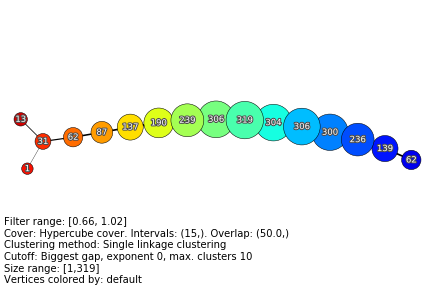 13
31
1
62
87
137
190
239
306
319
304
306
300
236
139
62
Filter range: [0.66, 1.02]
Cover: Hypercube cover. Intervals: (15,). Overlap: (50.0,)
Clustering method: Single linkage clustering
Cutoff: Biggest gap, exponent 0, max. clusters 10
Size range: [1,319]
Vertices colored by: default